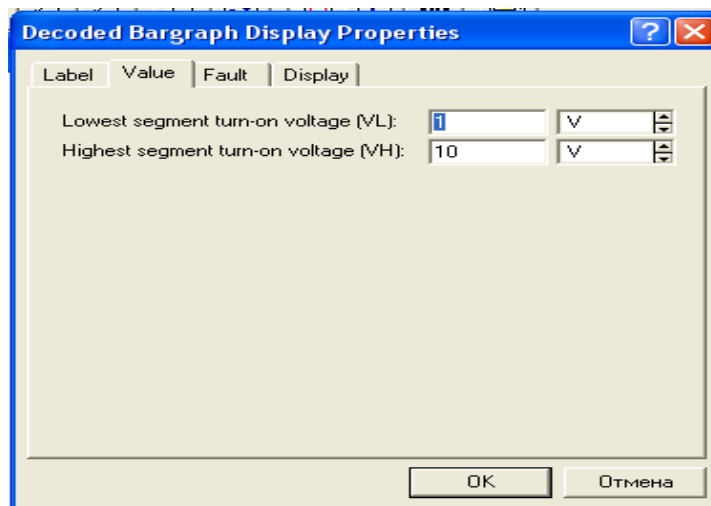 Decoded Bargraph Display Properties
Label Value Fault Display
Lowest segment turn-on voltage (VL): 1 V
Highest segment turn-on voltage (VH): 10 V
OK Отмена